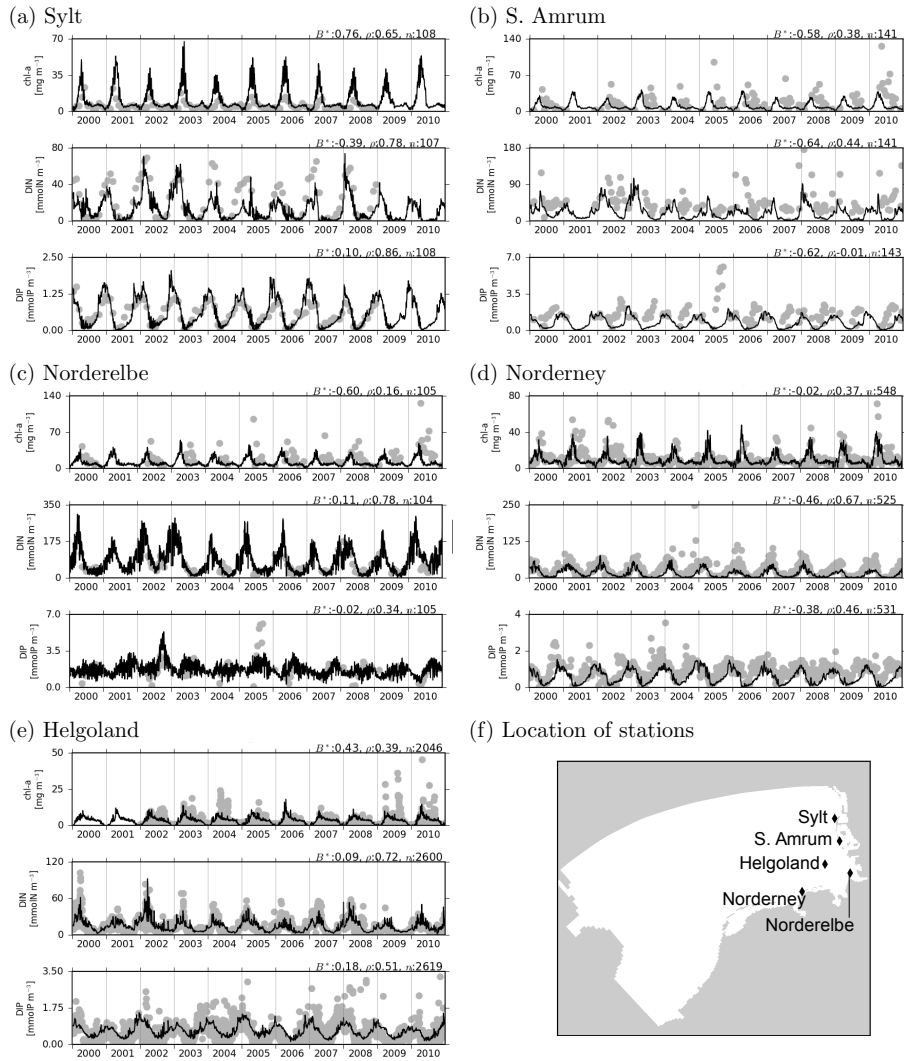 (a) Sylt
B*:0.76, ρ:0.65, n:108
70
35
0
chl-a
[mg m⁻³]
2000 2001 2002 2003 2004 2005 2006 2007 2008 2009 2010
B*:-0.39, ρ:0.78, n:107
80
40
0
DIN
[mmolN m⁻³]
2000 2001 2002 2003 2004 2005 2006 2007 2008 2009 2010
B*:0.10, ρ:0.86, n:108
2.50
1.25
0.00
DIP
[mmolP m⁻³]
2000 2001 2002 2003 2004 2005 2006 2007 2008 2009 2010
(b) S. Amrum
B*:-0.58, ρ:0.38, n:141
140
70
0
chl-a
[mg m⁻³]
2000 2001 2002 2003 2004 2005 2006 2007 2008 2009 2010
B*:-0.64, ρ:0.44, n:141
180
90
0
DIN
[mmolN m⁻³]
2000 2001 2002 2003 2004 2005 2006 2007 2008 2009 2010
B*:-0.62, ρ:-0.01, n:143
7.0
3.5
0.0
DIP
[mmolP m⁻³]
2000 2001 2002 2003 2004 2005 2006 2007 2008 2009 2010
(c) Norderelbe
B*:-0.60, ρ:0.16, n:105
140
70
0
chl-a
[mg m⁻³]
2000 2001 2002 2003 2004 2005 2006 2007 2008 2009 2010
B*:0.11, ρ:0.78, n:104
350
175
0
DIN
[mmolN m⁻³]
2000 2001 2002 2003 2004 2005 2006 2007 2008 2009 2010
B*:-0.02, ρ:0.34, n:105
7.0
3.5
0.0
DIP
[mmolP m⁻³]
2000 2001 2002 2003 2004 2005 2006 2007 2008 2009 2010
(d) Norderney
B*:-0.02, ρ:0.37, n:548
80
40
0
chl-a
[mg m⁻³]
2000 2001 2002 2003 2004 2005 2006 2007 2008 2009 2010
B*:-0.46, ρ:0.67, n:525
250
125
0
DIN
[mmolN m⁻³]
2000 2001 2002 2003 2004 2005 2006 2007 2008 2009 2010
B*:-0.38, ρ:0.46, n:531
4
2
0
DIP
[mmolP m⁻³]
2000 2001 2002 2003 2004 2005 2006 2007 2008 2009 2010
(e) Helgoland
B*:0.43, ρ:0.39, n:2046
50
25
0
chl-a
[mg m⁻³]
2000 2001 2002 2003 2004 2005 2006 2007 2008 2009 2010
B*:0.09, ρ:0.72, n:2600
120
60
0
DIN
[mmolN m⁻³]
2000 2001 2002 2003 2004 2005 2006 2007 2008 2009 2010
B*:0.18, ρ:0.51, n:2619
3.50
1.75
0.00
DIP
[mmolP m⁻³]
2000 2001 2002 2003 2004 2005 2006 2007 2008 2009 2010
(f) Location of stations
Sylt
S. Amrum
Helgoland
Norderney
Norderelbe